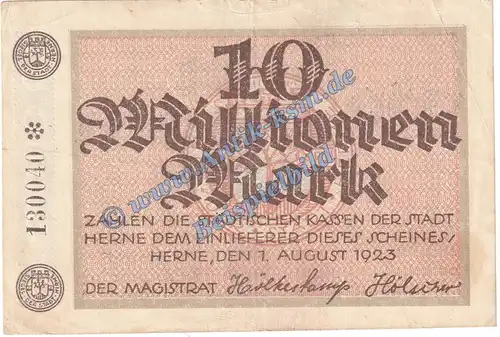 10
Millionen
Mark
ZAHLEN DIE STÄDTISCHEN KASSEN DER STADT
HERNE DEM EINLIEFERER DIESES SCHEINES/
HERNE, DEN 1. AUGUST 1923
DER MAGISTRAT
130040 *
© www.Antik-ksm.de
Beispielbild